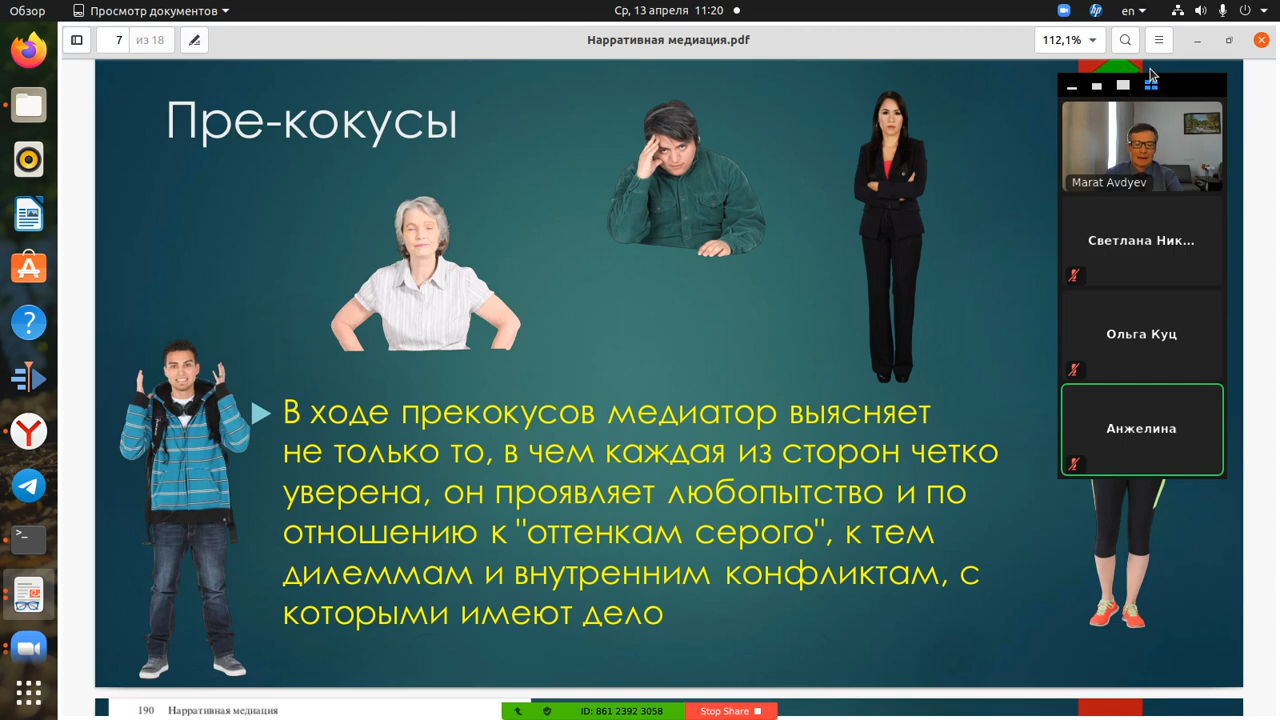 Обзор
Просмотр документов
Ср, 13 апреля 11:20
en
7
из 18
Нарративная медиация.pdf
112,1%
Пре-кокусы
Marat Avdyev
Светлана Ник...
Ольга Куц
Анжелина
В ходе прекокусов медиатор выясняет
не только то, в чем каждая из сторон четко
уверена, он проявляет любопытство и по
отношению к "оттенкам серого", к тем
дилеммам и внутренним конфликтам, с
которыми имеют дело
190 Нарративная медиация
ID: 861 2392 3058
Stop Share